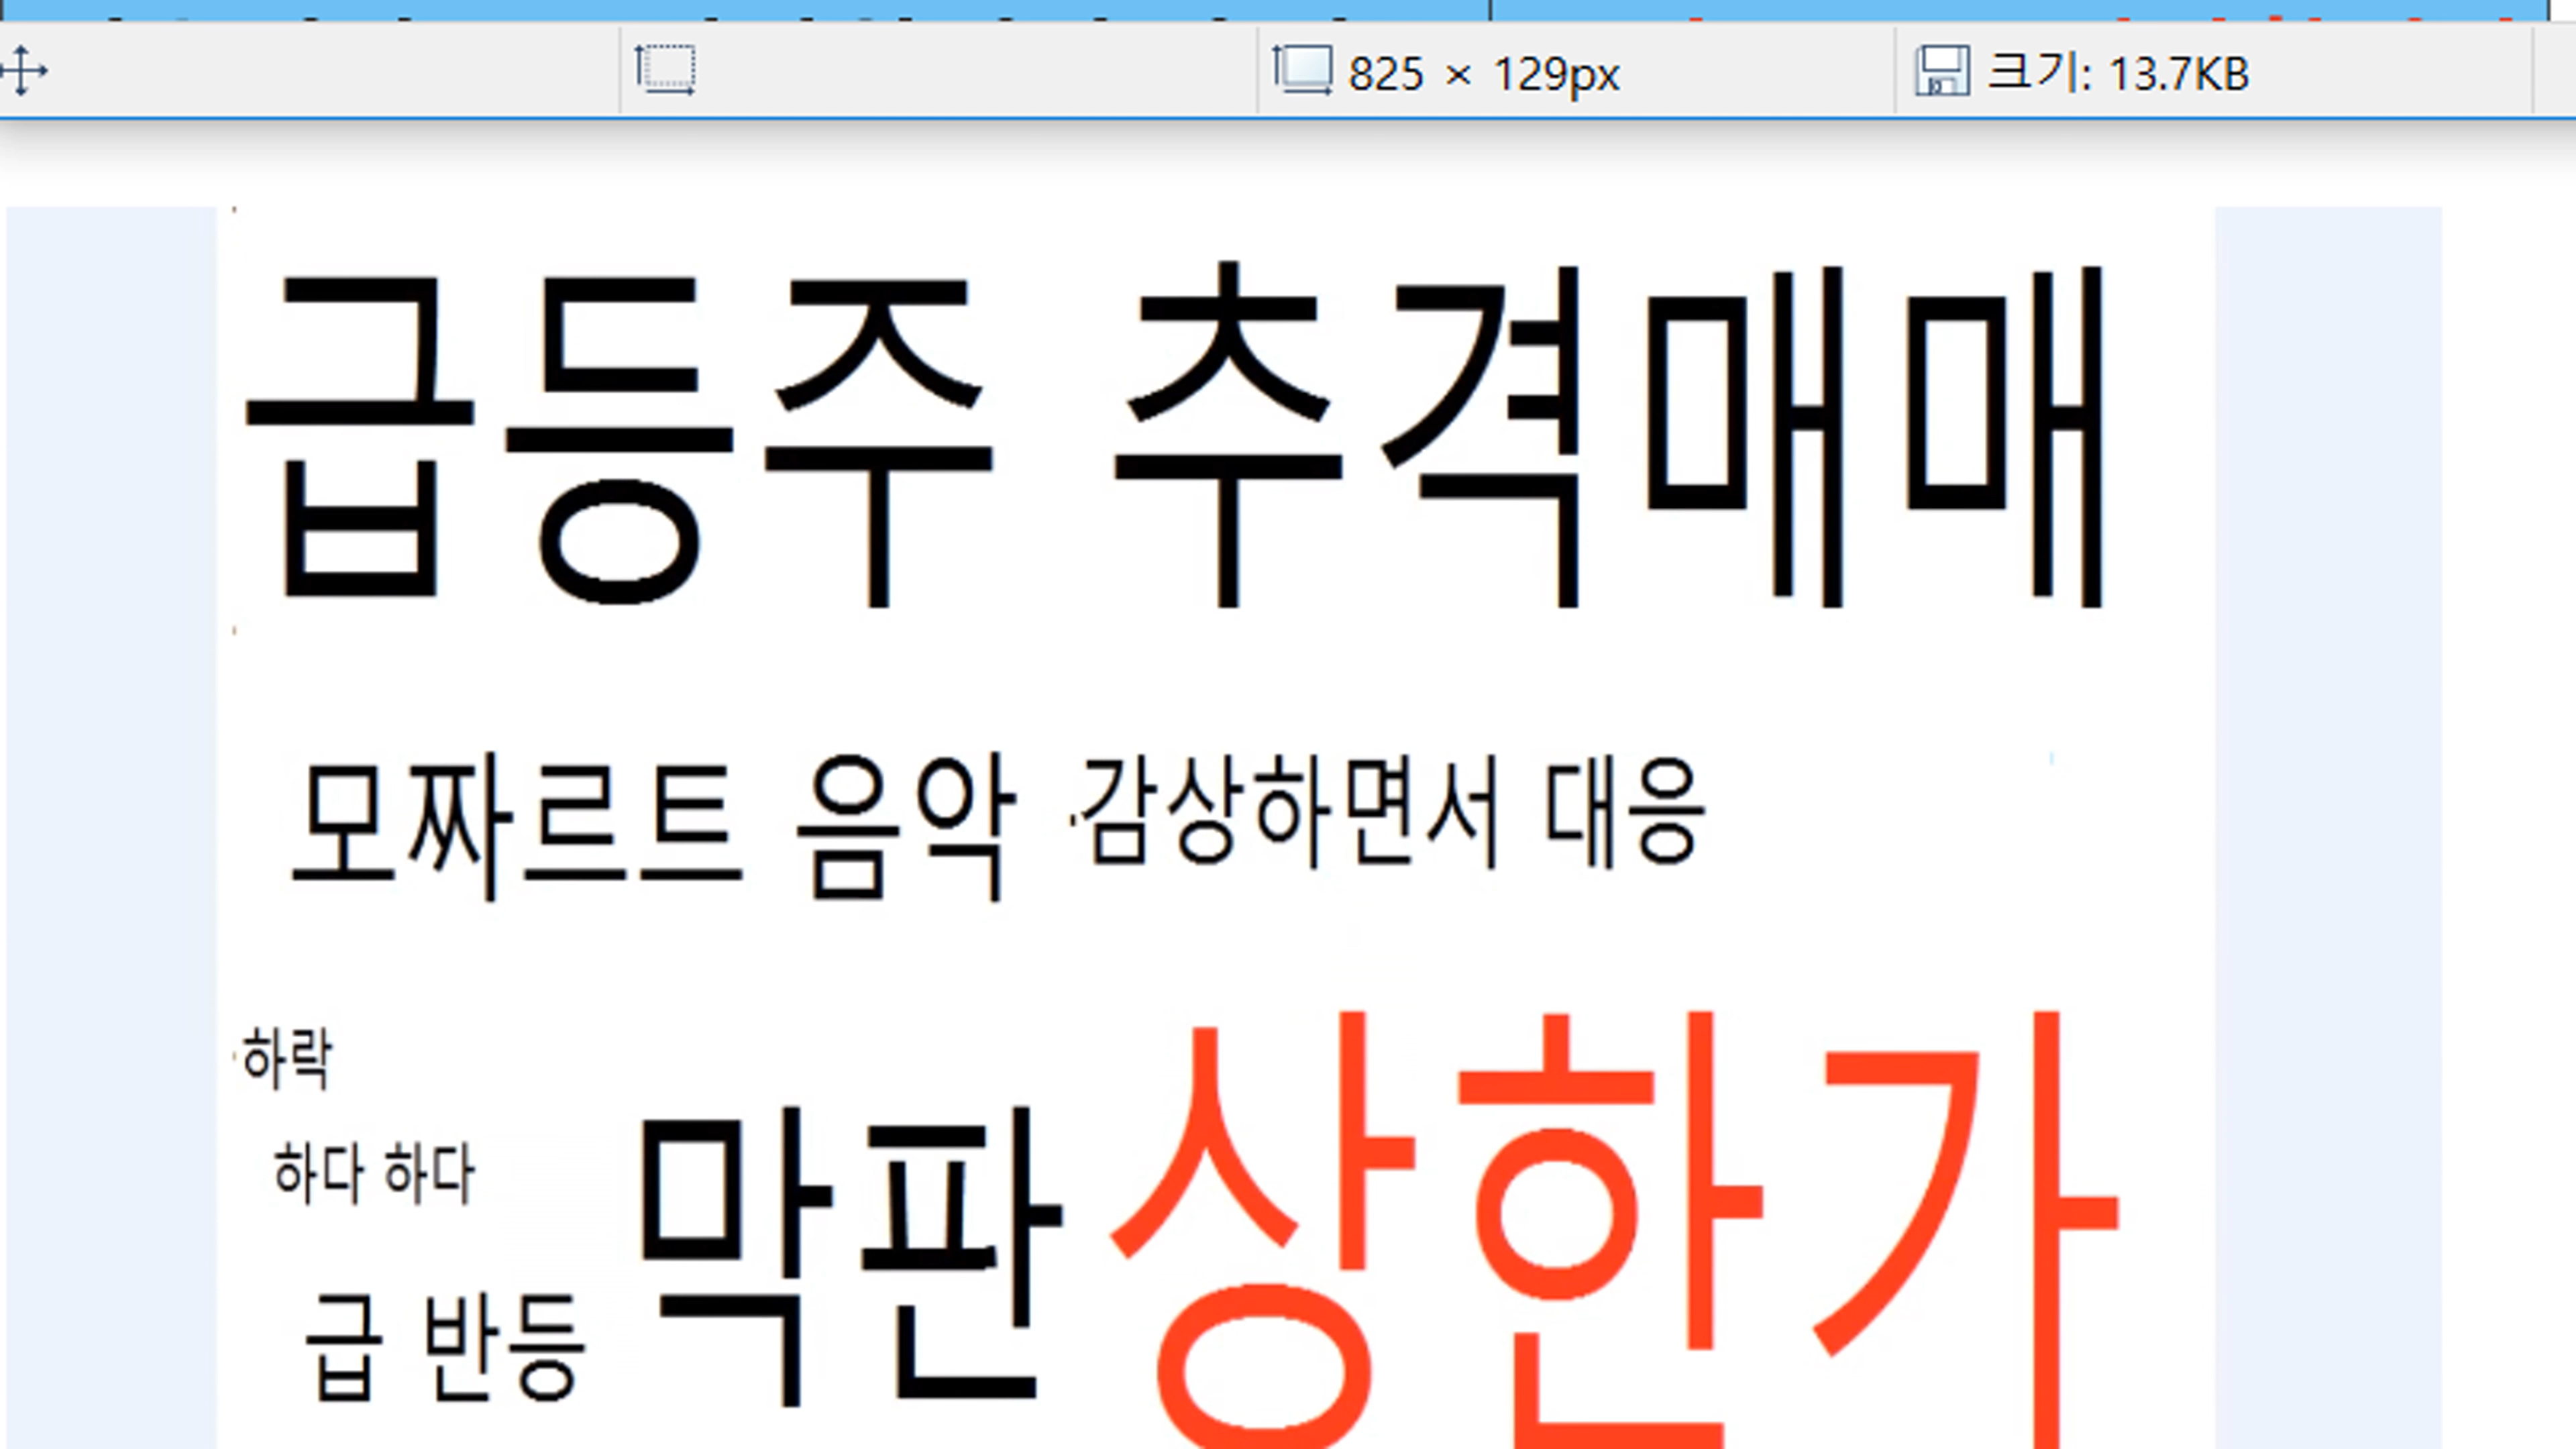 825 × 129px 크기: 13.7KB
급등주 추격매매
모짜르트 음악 감상하면서 대응
하락
하다 하다
급 반등 막판 상한가